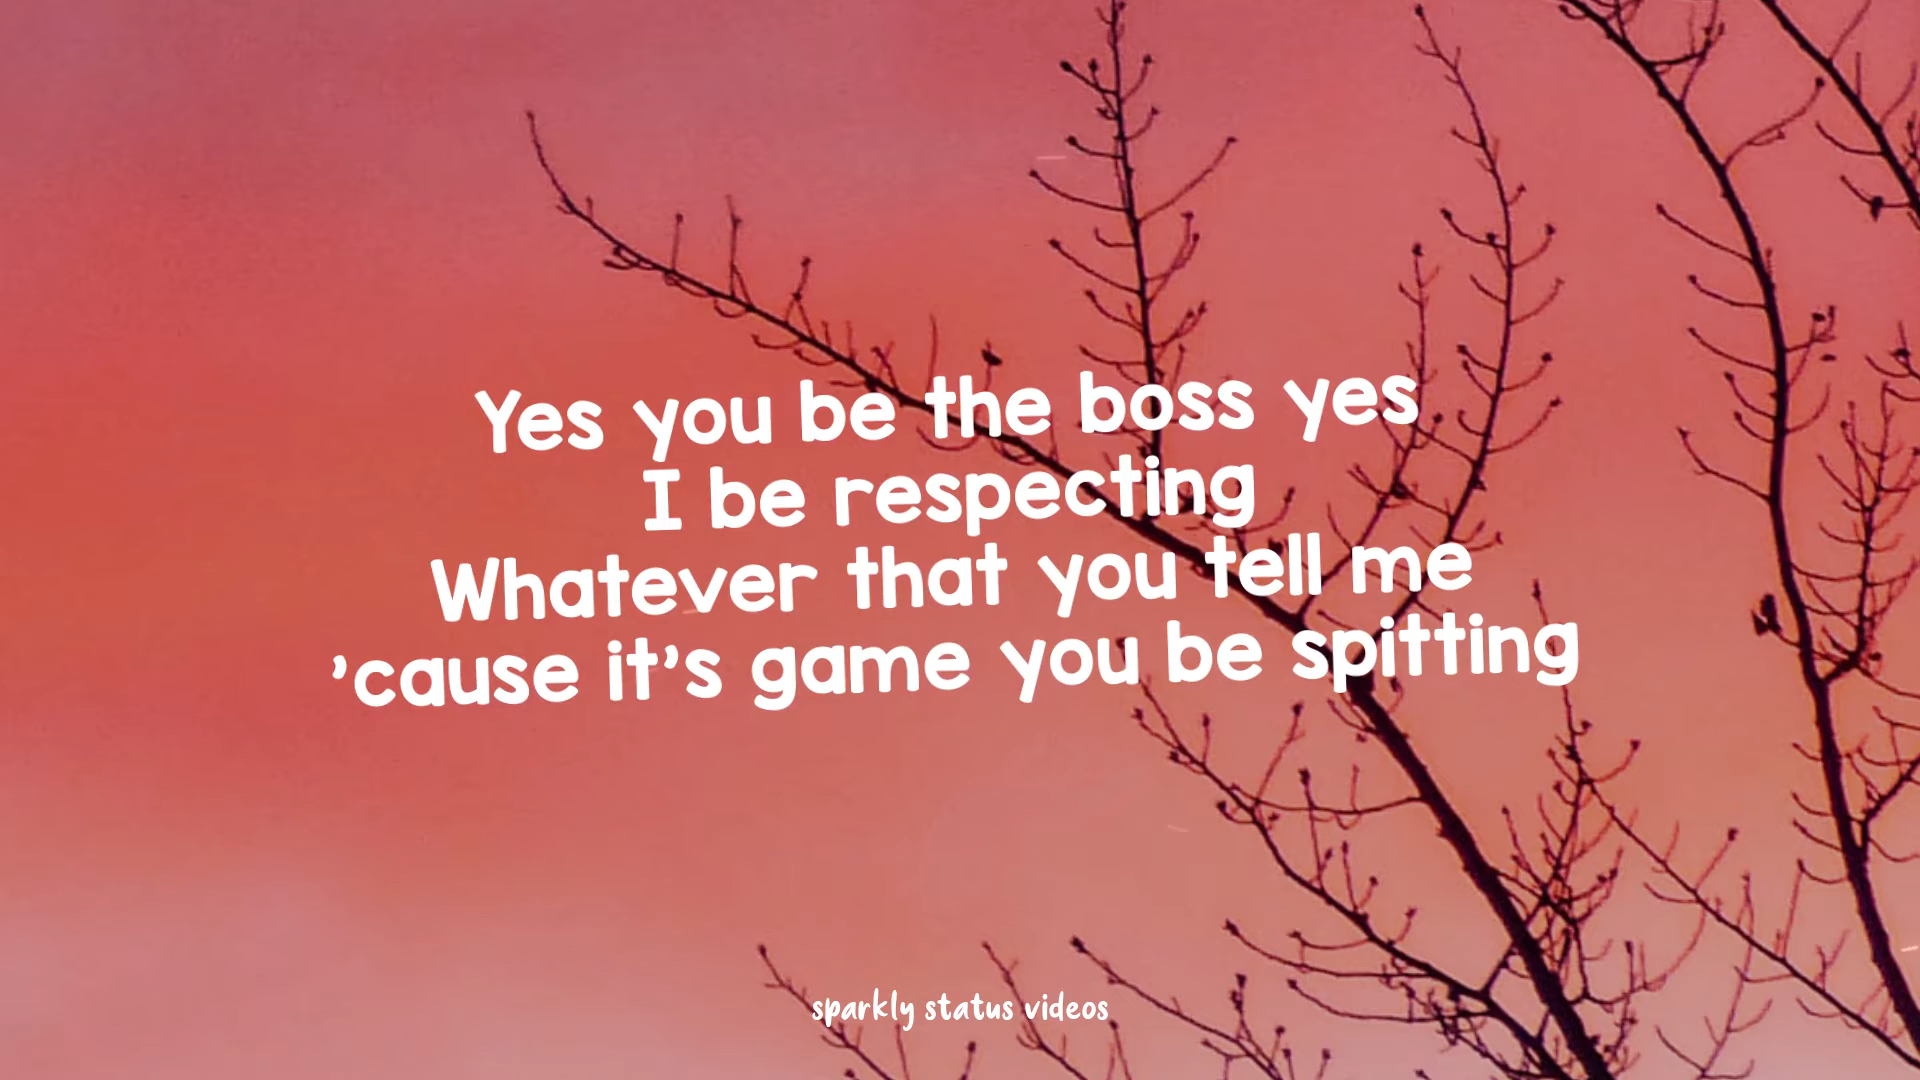 Yes you be the boss yes
I be respecting
Whatever that you tell me
’cause it’s game you be spitting
sparkly status videos